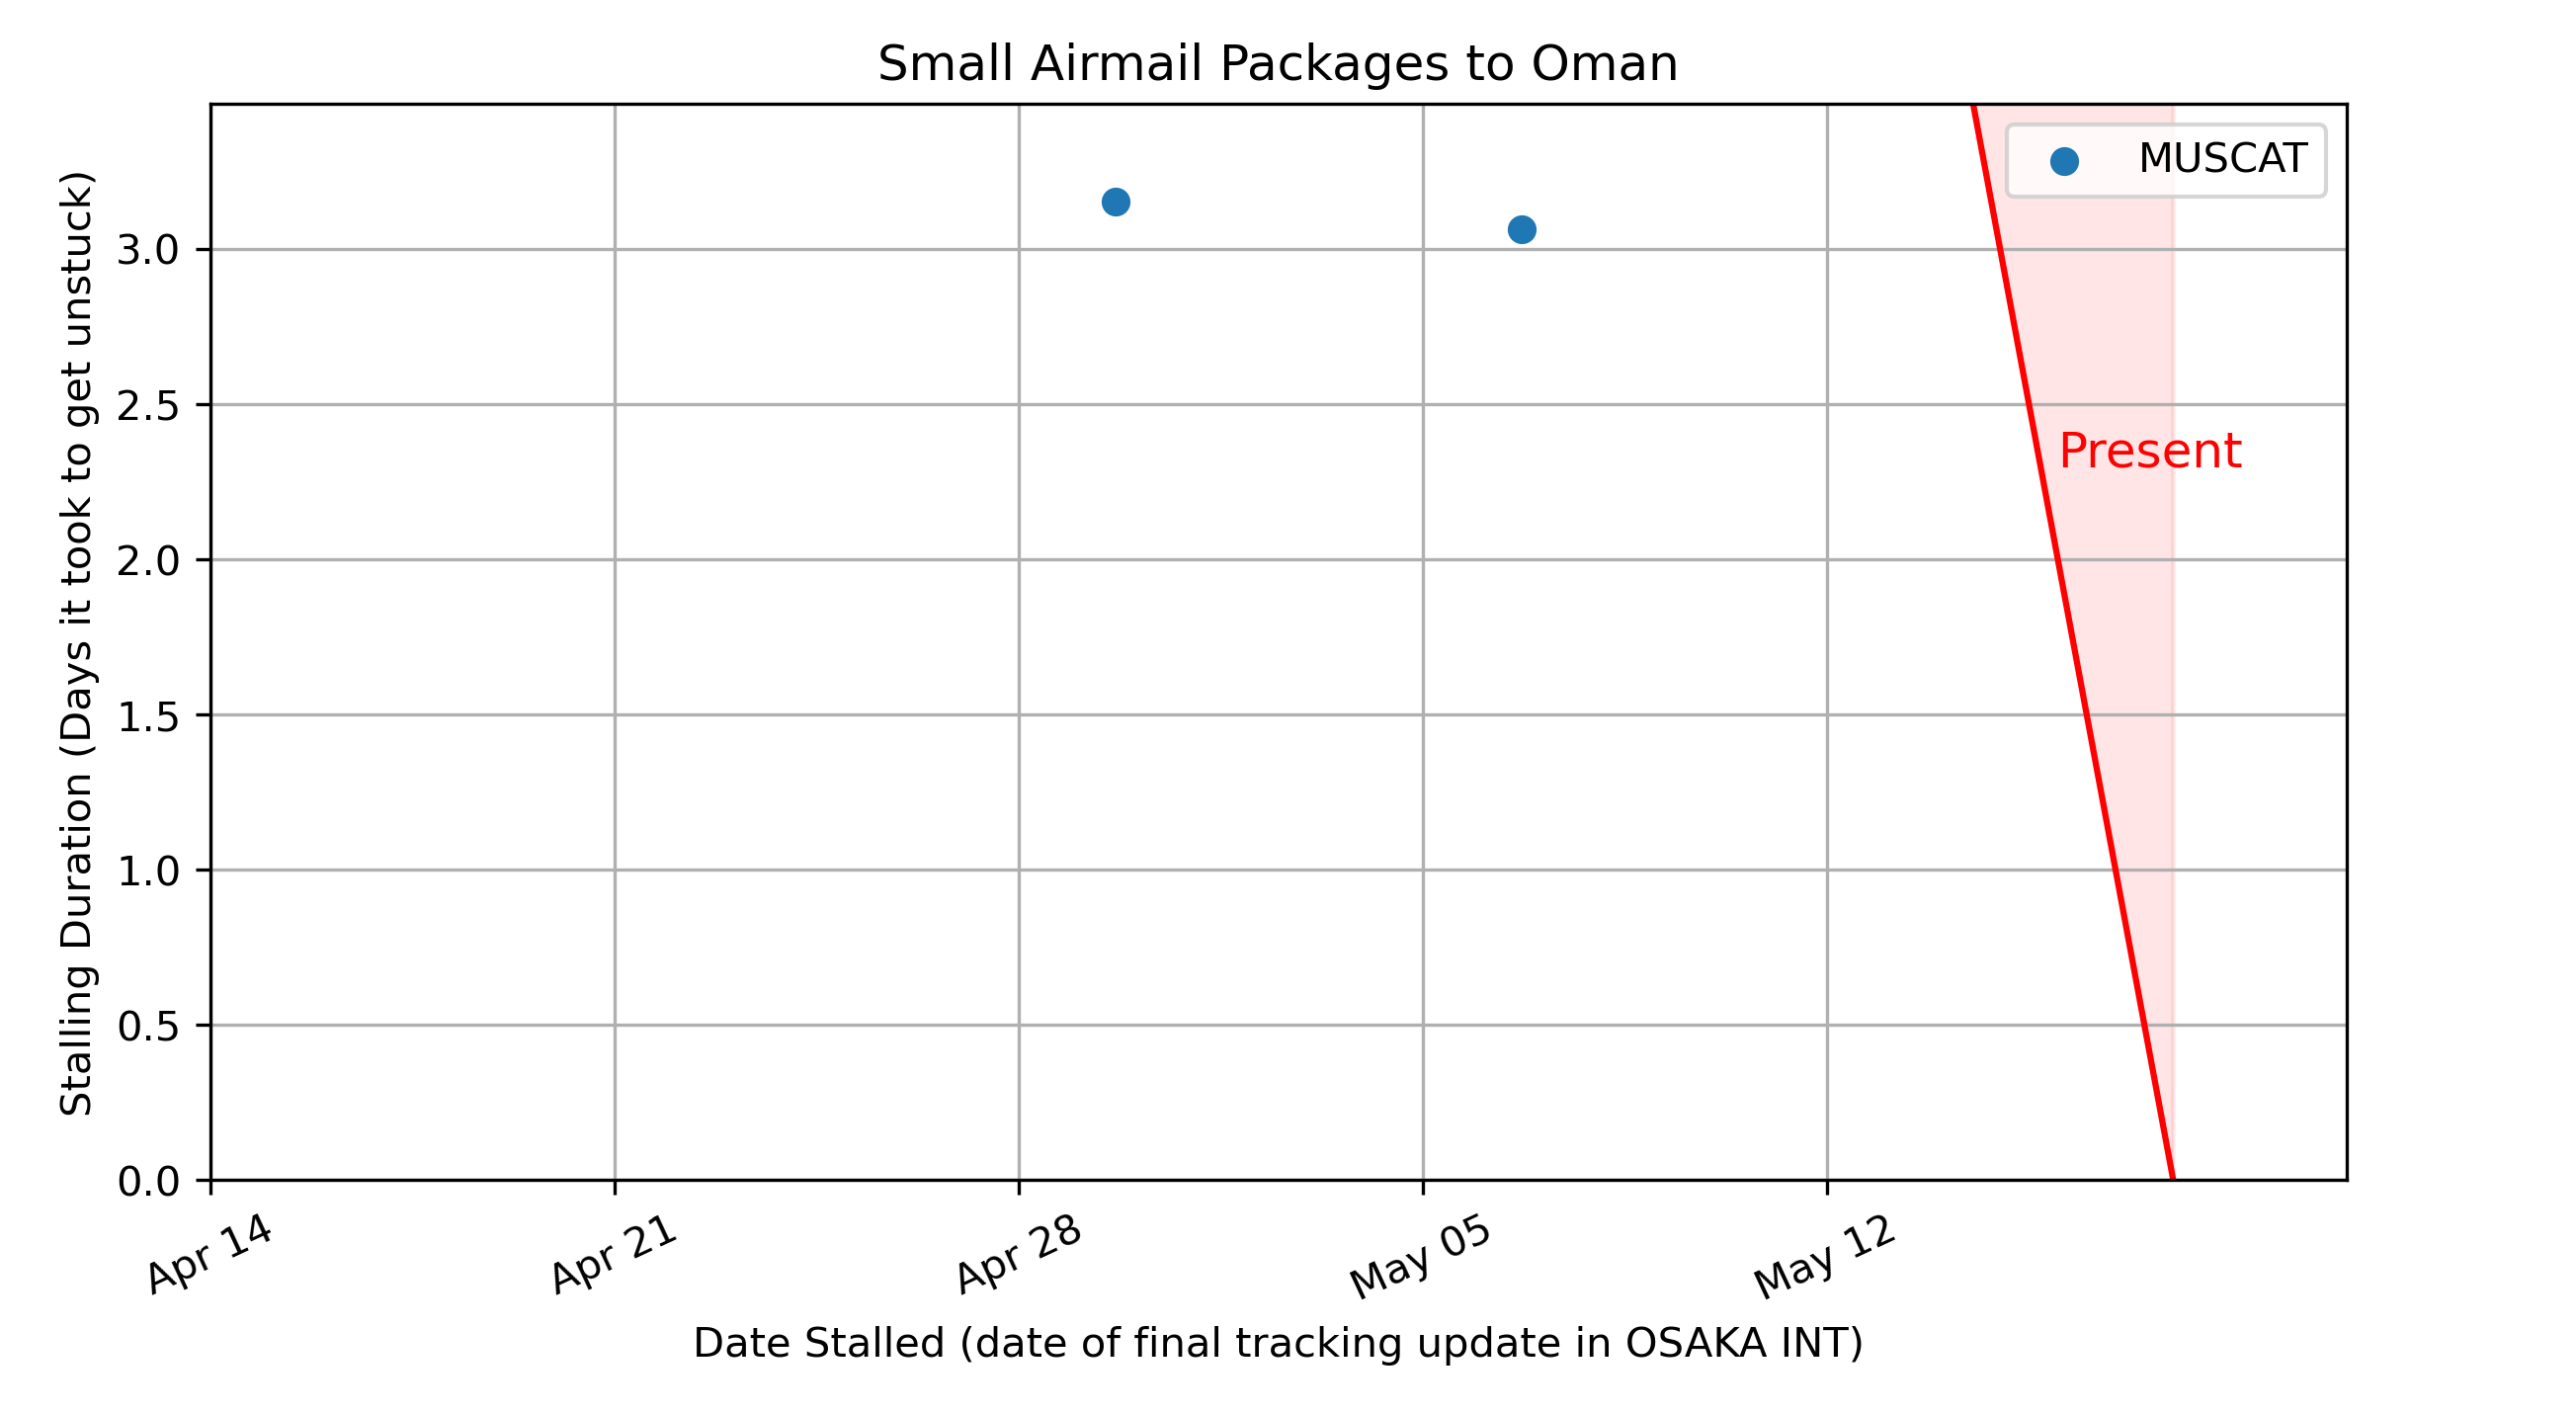 Small Airmail Packages to Oman
MUSCAT
Present
Stalling Duration (Days it took to get unstuck)
3.0
2.5
2.0
1.5
1.0
0.5
0.0
Apr 14
Apr 21
Apr 28
May 05
May 12
Date Stalled (date of final tracking update in OSAKA INT)